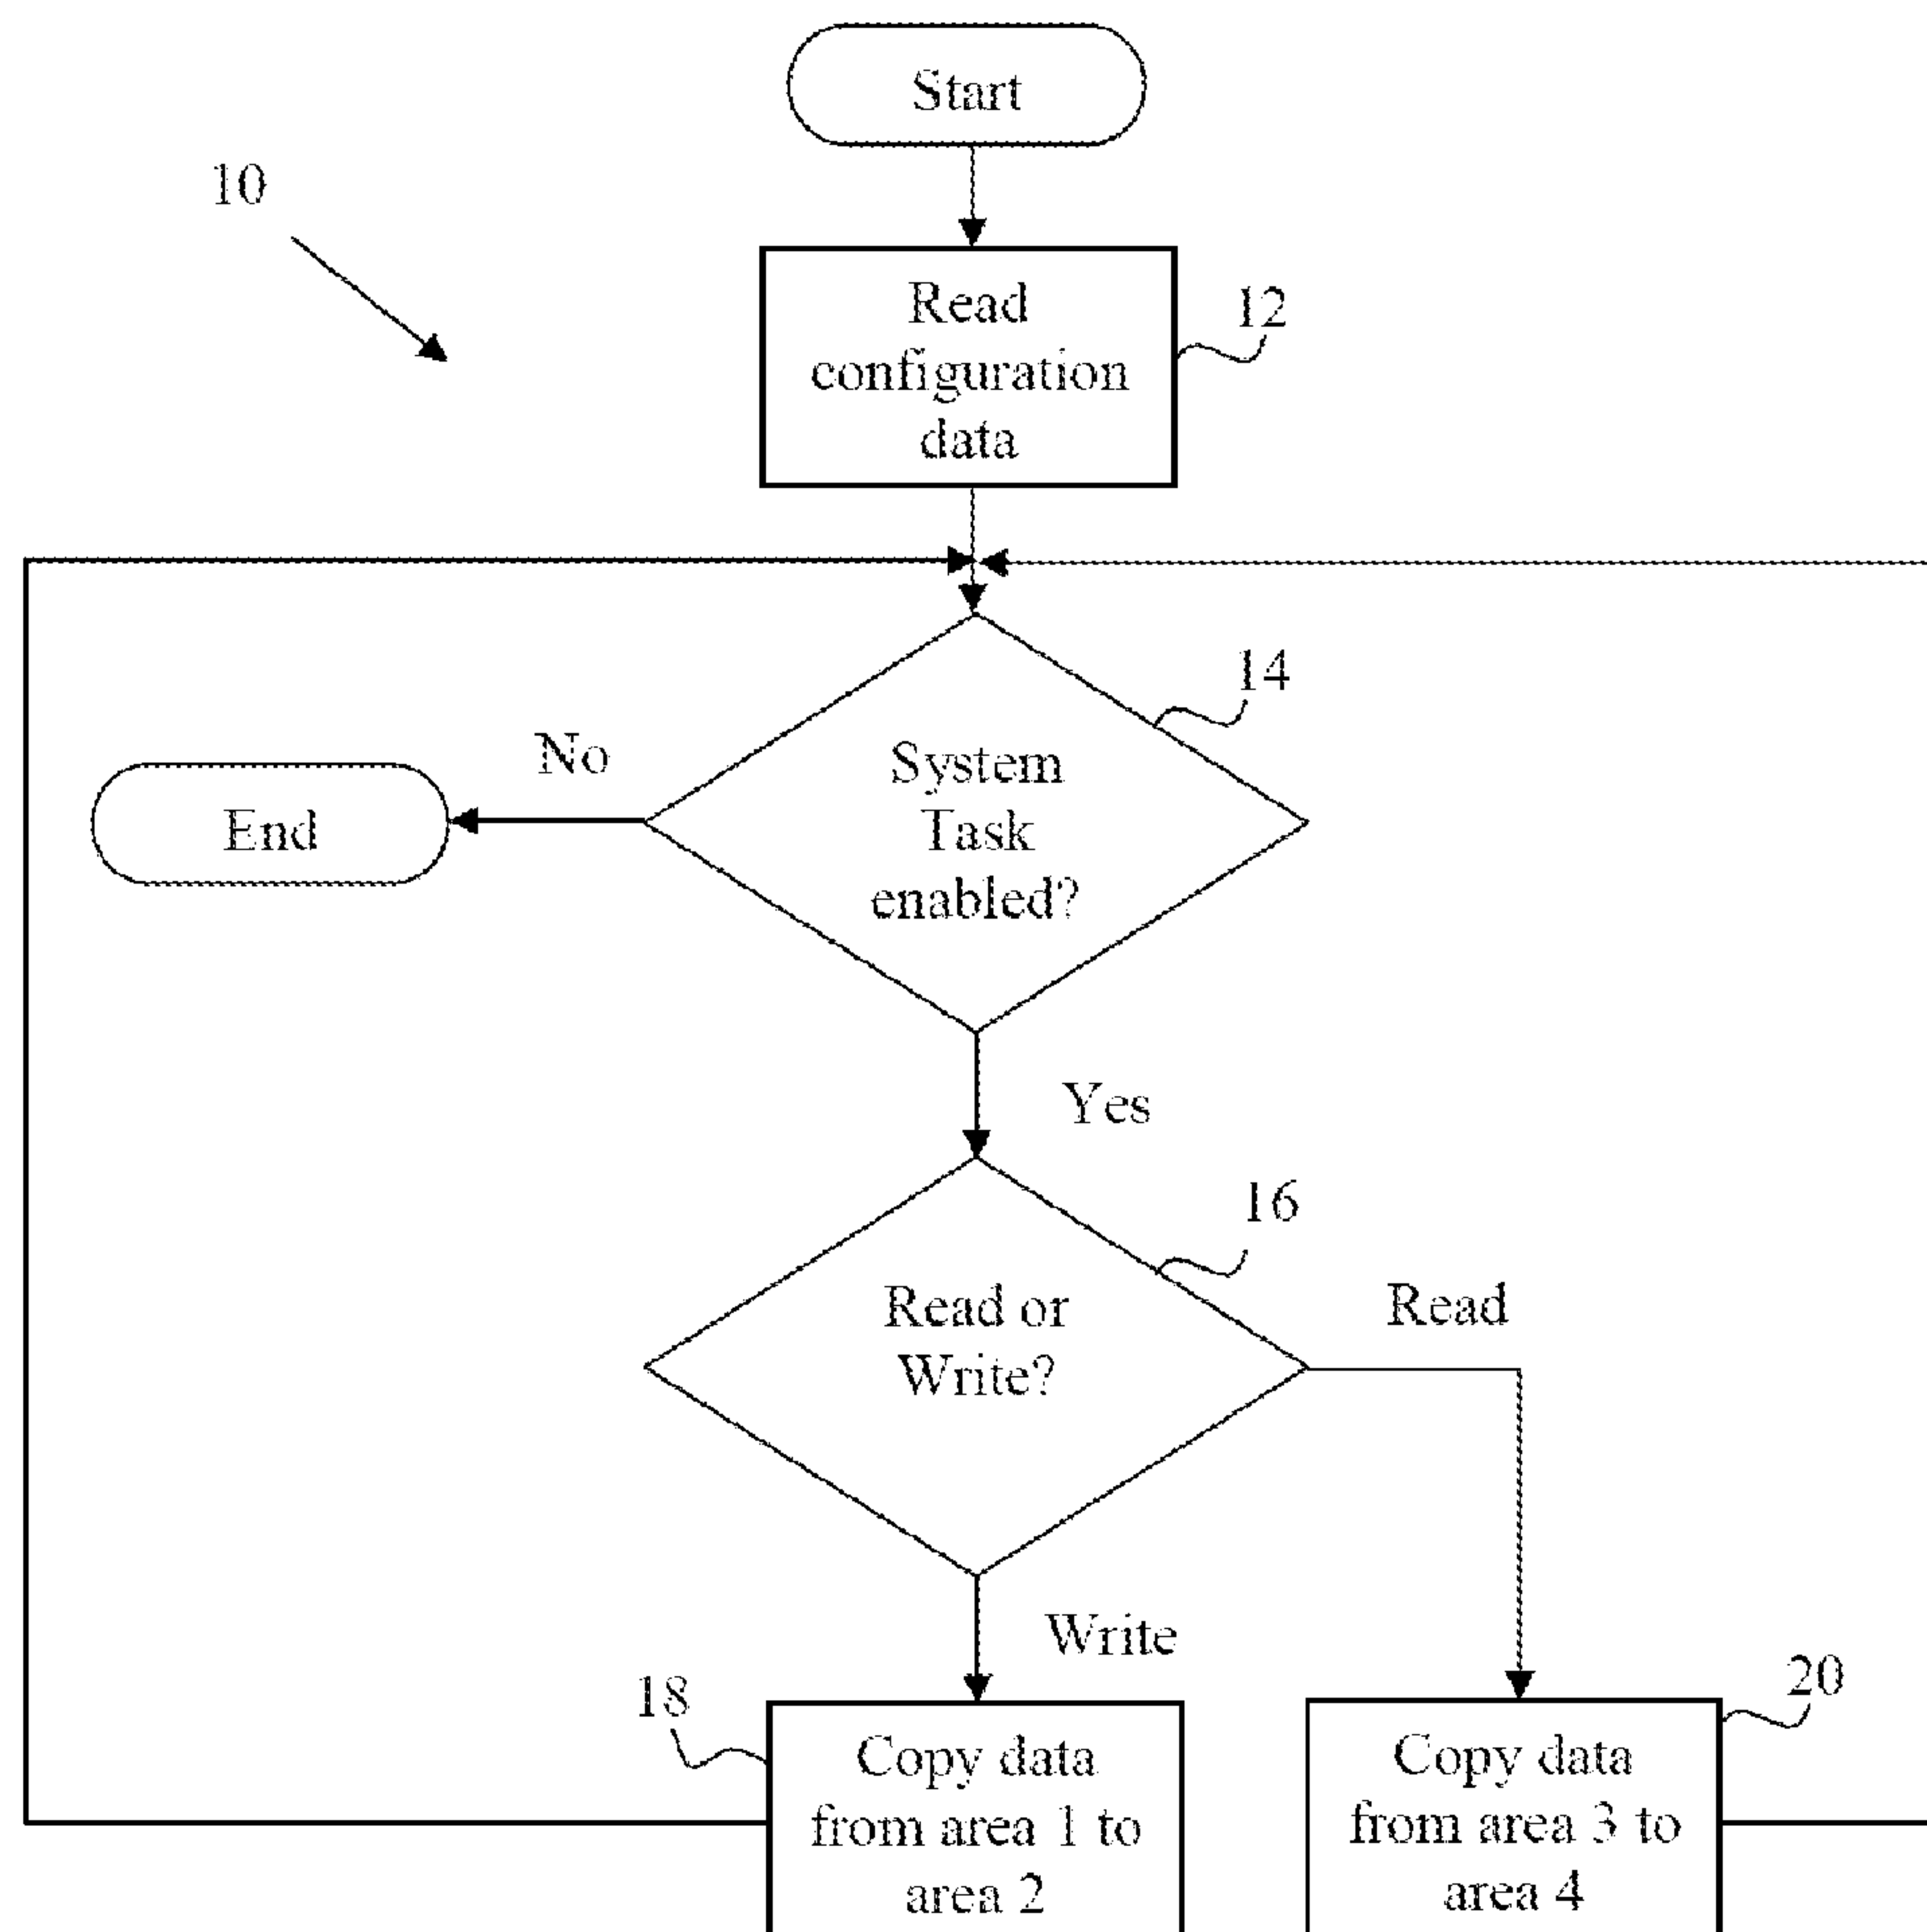 Start
10
Read
configuration
data
12
14
No
System
Task
enabled?
End
Yes
16
Read or
Write?
Read
Write
18
20
Copy data
from area 1 to
area 2
Copy data
from area 3 to
area 4